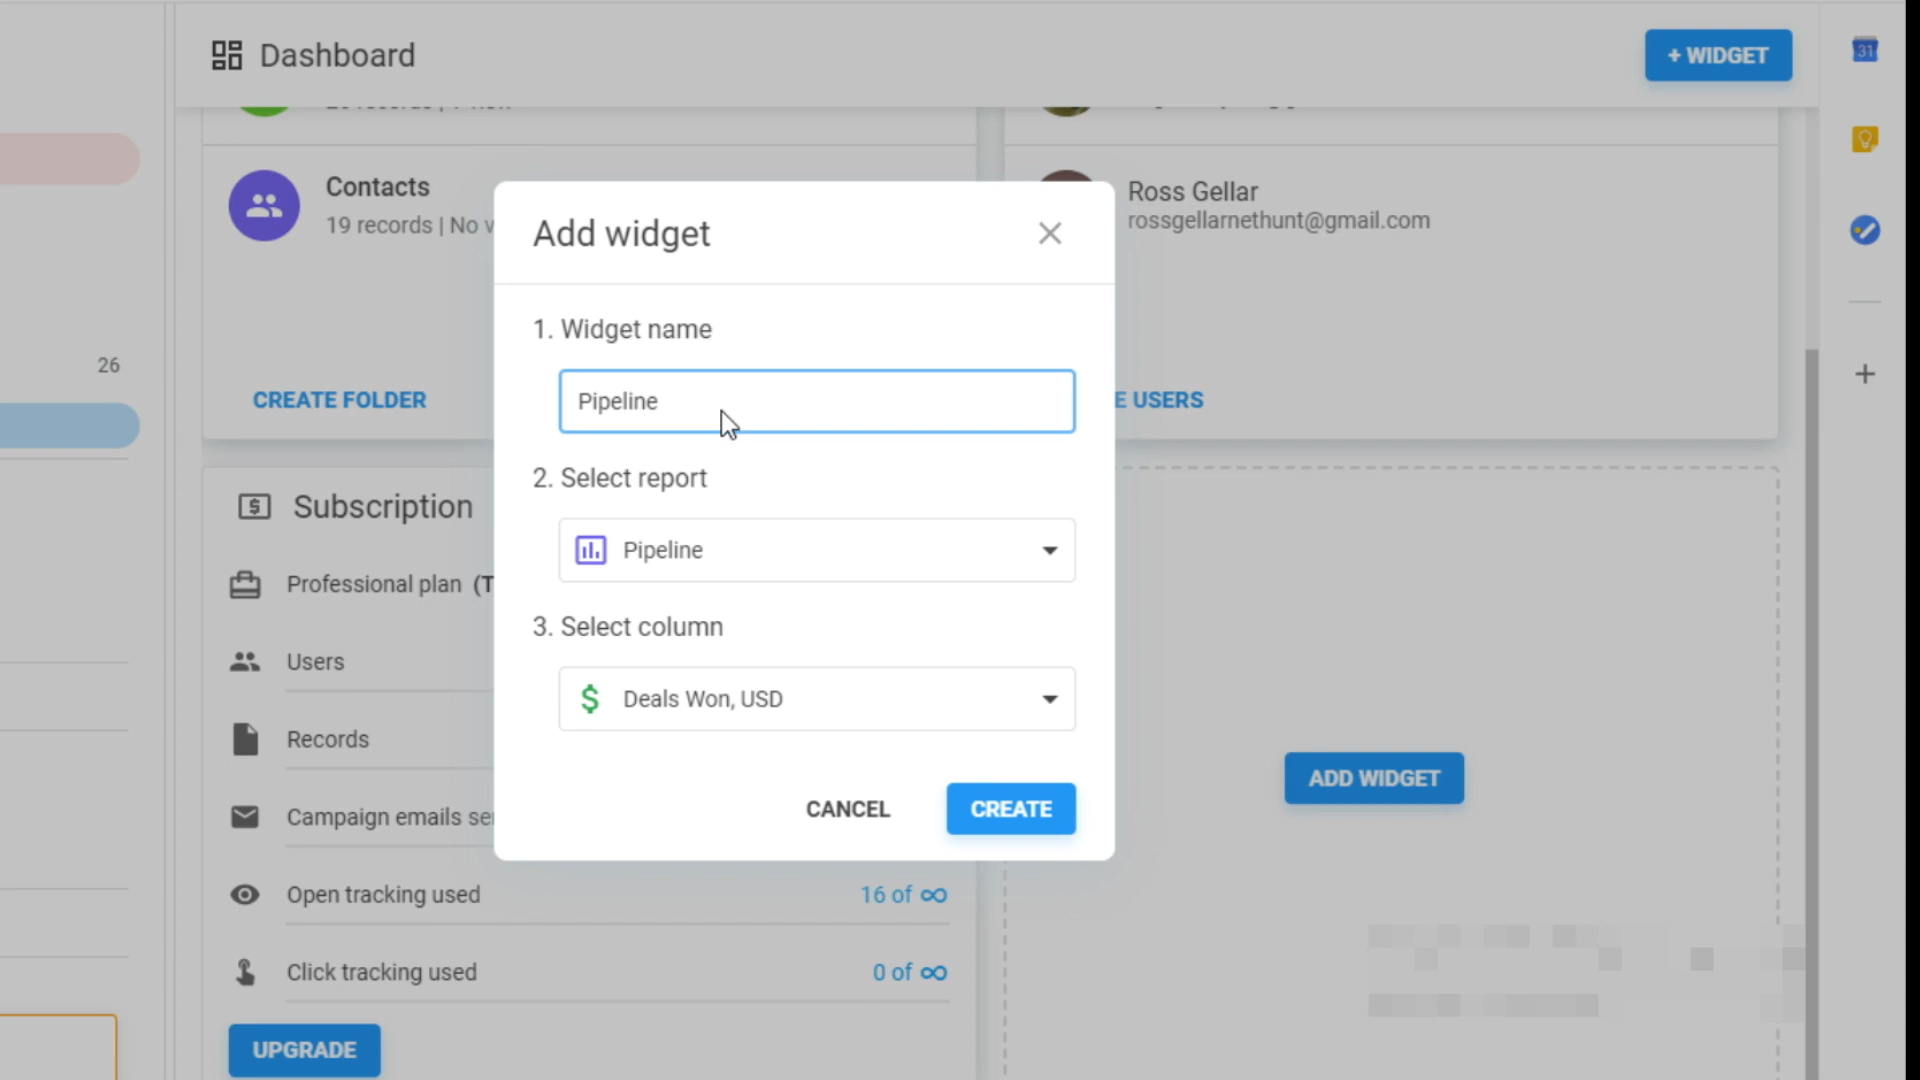 Dashboard
+ WIDGET
31
Contacts
19 records | No
Ross Gellar
rossgellarnethunt@gmail.com
Add widget
1. Widget name
26
CREATE FOLDER
Pipeline
E USERS
2. Select report
Subscription
Pipeline
Professional plan (T
3. Select column
Users
Deals Won, USD
Records
ADD WIDGET
CANCEL
CREATE
Campaign emails se
Open tracking used
16 of ∞
Click tracking used
0 of ∞
UPGRADE